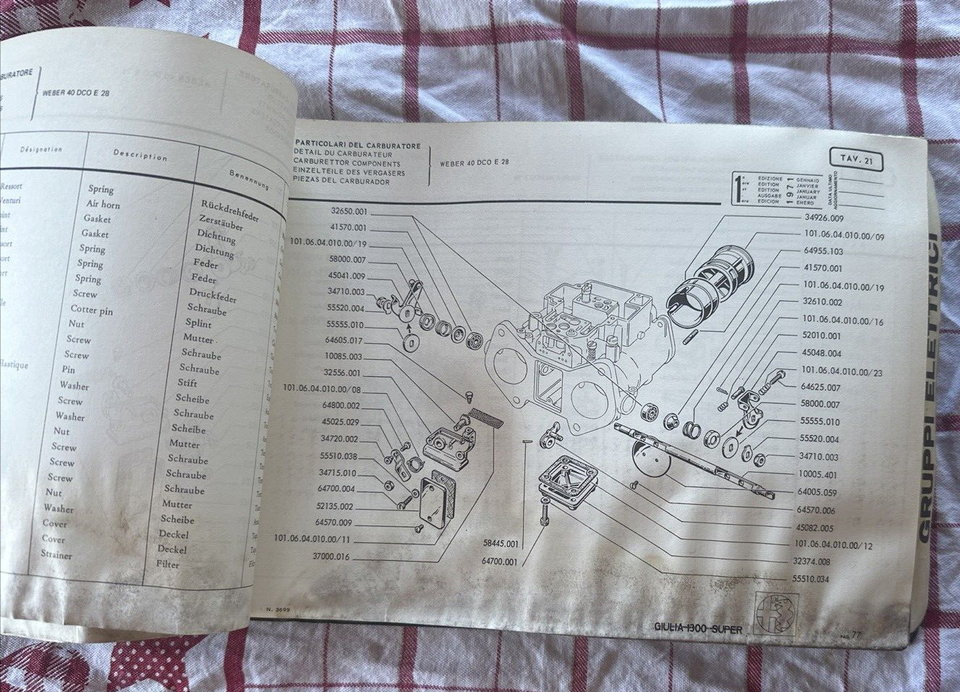 WEBER 40 DCO E 28
Désignation
Description
Benennung
Ressort
Spring
Rückdrehfeder
Air horn
Zerstäuber
Gasket
Dichtung
Gasket
Dichtung
Spring
Feder
Spring
Feder
Spring
Druckfeder
Screw
Schraube
Cotter pin
Splint
Nut
Mutter
Screw
Schraube
Screw
Schraube
Pin
Stift
Washer
Scheibe
Screw
Schraube
Washer
Scheibe
Nut
Mutter
Screw
Schraube
Screw
Schraube
Screw
Schraube
Nut
Mutter
Washer
Scheibe
Cover
Deckel
Cover
Deckel
Strainer
Filter
PARTICOLARI DEL CARBURATORE
DETAIL DU CARBURATEUR
CARBURETTOR COMPONENTS
EINZELTEILE DES VERGASERS
PIEZAS DEL CARBURADOR
WEBER 40 DCO E 28
TAV. 21
1
EDIZIONE
EDITION
EDITION
AUSGABE
EDICION
1971
GENNAIO
JANVIER
JANUARY
JANUAR
ENERO
DATA ULTIMO
AGGIORNAMENTO
32650.001
41570.001
101.06.04.010.00/19
58000.007
45041.009
34710.003
55520.004
55555.010
64605.017
10085.003
32556.001
101.06.04.010.00/08
64800.002
45025.029
34720.002
55510.038
34715.010
64700.004
52135.002
64570.009
101.06.04.010.00/11
37000.016
58445.001
64700.001
34926.009
101.06.04.010.00/09
64955.103
41570.001
101.06.04.010.00/19
32610.002
101.06.04.010.00/16
52010.001
45048.004
101.06.04.010.00/23
64625.007
58000.007
55555.010
55520.004
34710.003
10005.401
64005.059
64570.006
45082.005
101.06.04.010.00/12
32374.008
55510.034
GRUPPI ELETTRICI
GIULIA 1300 SUPER
PAG. 77